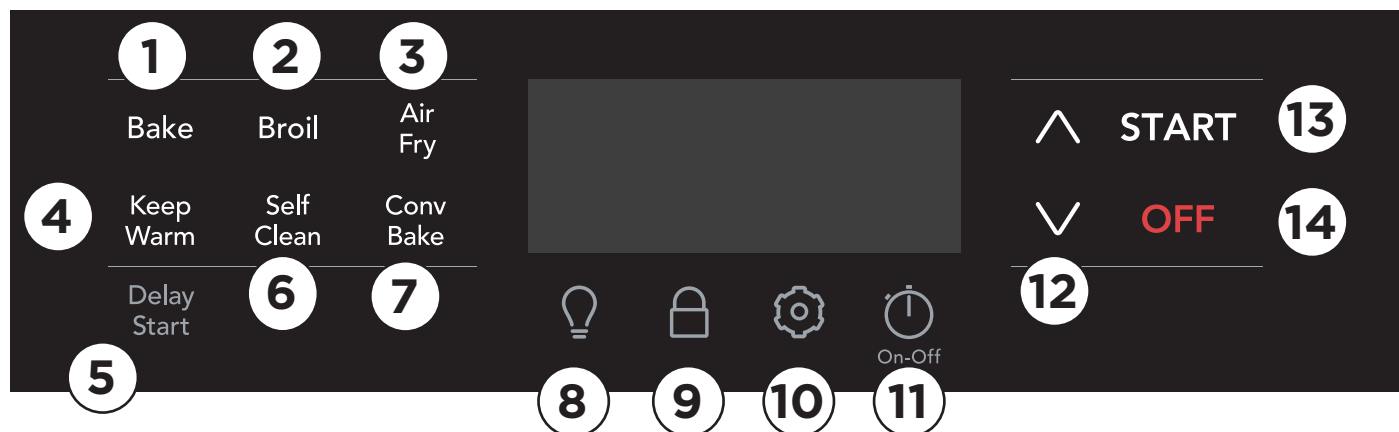 1 2 3
Bake Broil Air
Fry
START 13
4 Keep
Warm Self
Clean Conv
Bake
OFF 14
Delay
Start 6 7 12
On-Off
5 8 9 10 11